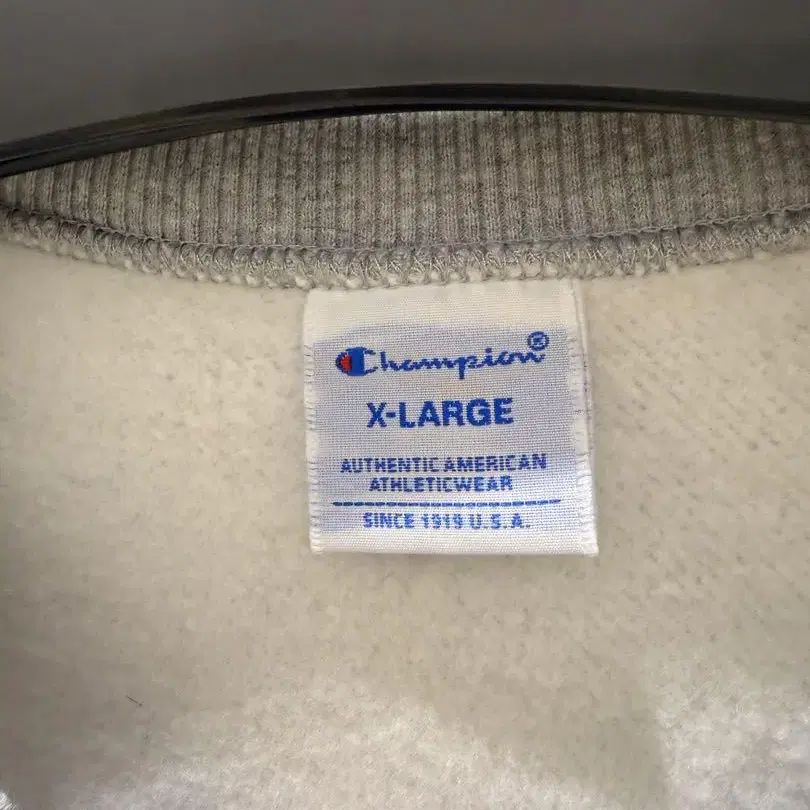 Champion®
X-LARGE
AUTHENTIC AMERICAN
ATHLETICWEAR
SINCE 1919 U.S.A.